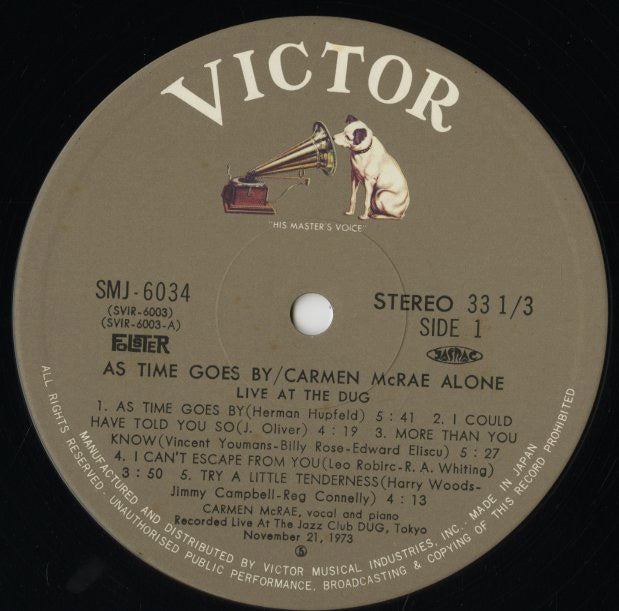 VICTOR
"HIS MASTER'S VOICE"
SMJ-6034
(SVIR-6003)
(SVIR-6003-A)
FOLSTER
STEREO 33 1/3
SIDE 1
JASRAC
AS TIME GOES BY/CARMEN McRAE ALONE
LIVE AT THE DUG
1. AS TIME GOES BY(Herman Hupfeld) 5:41 2. I COULD
HAVE TOLD YOU SO(J. Oliver) 4:19 3. MORE THAN YOU
KNOW(Vincent Youmans-Billy Rose-Edward Eliscu) 5:27
4. I CAN'T ESCAPE FROM YOU(Leo Robirc-R. A. Whiting)
3:50 5. TRY A LITTLE TENDERNESS(Harry Woods-
Jimmy Campbell-Reg Connelly) 4:13
CARMEN McRAE, vocal and piano
Recorded Live At The Jazz Club DUG, Tokyo
November 21, 1973
MANUFACTURED AND DISTRIBUTED BY VICTOR MUSICAL INDUSTRIES, INC. · MADE IN JAPAN
ALL RIGHTS RESERVED · UNAUTHORISED PUBLIC PERFORMANCE, BROADCASTING & COPYING OF THIS RECORD PROHIBITED